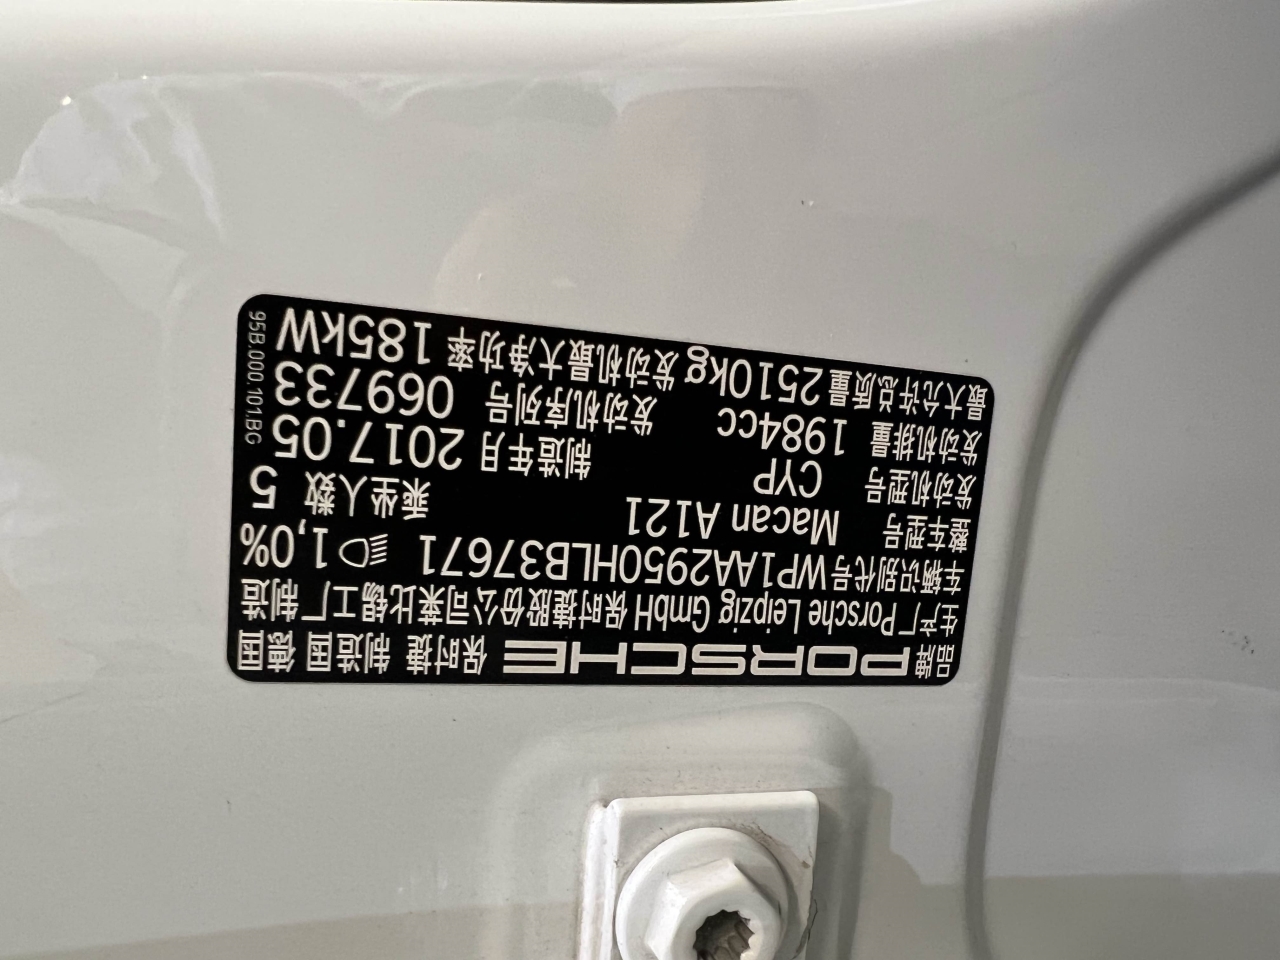 品牌 PORSCHE 保时捷 制造国 德国
生产厂 Porsche Leipzig GmbH 保时捷股份公司莱比锡工厂 制造
车辆识别代号 WP1AA2950HLB37671 1,0%
整车型号 Macan A121 乘坐人数 5
发动机型号 CYP 制造年月 2017.05
发动机排量 1984cc 发动机序列号 069733
最大允许总质量 2510kg 发动机最大净功率 185kW
95B.000.101.BG